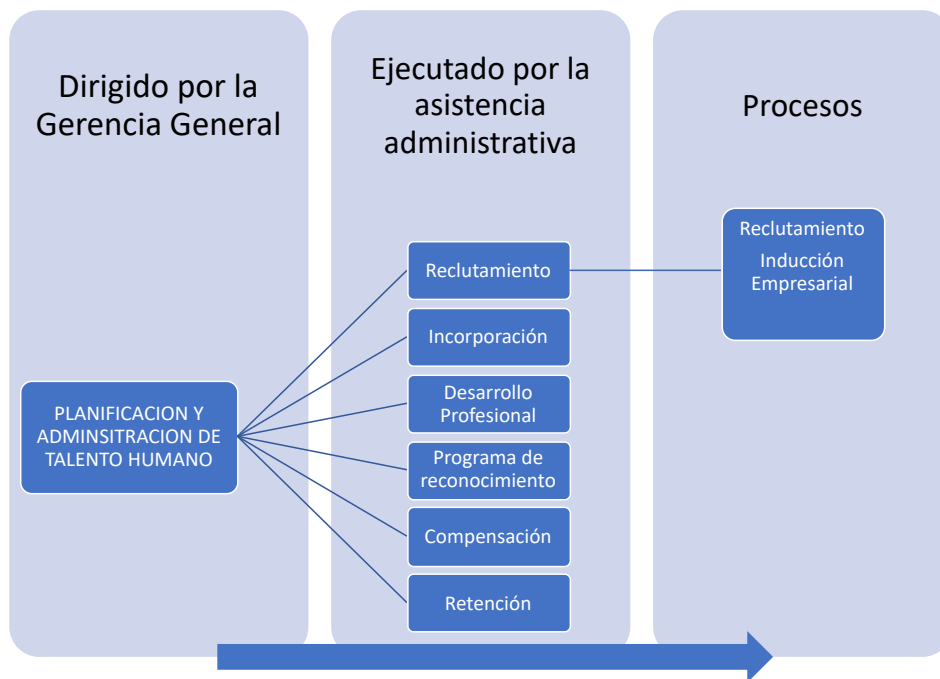 Dirigido por la
Gerencia General
Ejecutado por la
asistencia
administrativa
Procesos
PLANIFICACION Y
ADMINSITRACION DE
TALENTO HUMANO
Reclutamiento
Incorporación
Desarrollo
Profesional
Programa de
reconocimiento
Compensación
Retención
Reclutamiento
Inducción
Empresarial